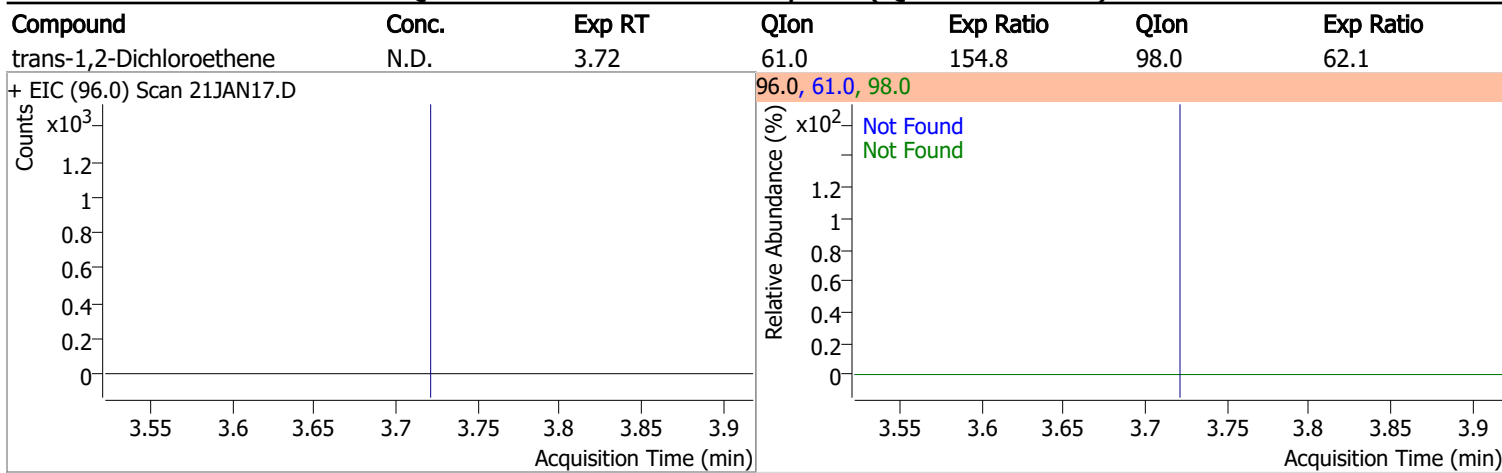 Compound Conc. Exp RT QIon Exp Ratio QIon Exp Ratio
trans-1,2-Dichloroethene N.D. 3.72 61.0 154.8 98.0 62.1
+ EIC (96.0) Scan 21JAN17.D
Counts
x103
1.2
1
0.8
0.6
0.4
0.2
0
3.55 3.6 3.65 3.7 3.75 3.8 3.85 3.9
Acquisition Time (min)
96.0, 61.0, 98.0
Relative Abundance (%)
x102
Not Found
Not Found
1.2
1
0.8
0.6
0.4
0.2
0
3.55 3.6 3.65 3.7 3.75 3.8 3.85 3.9
Acquisition Time (min)